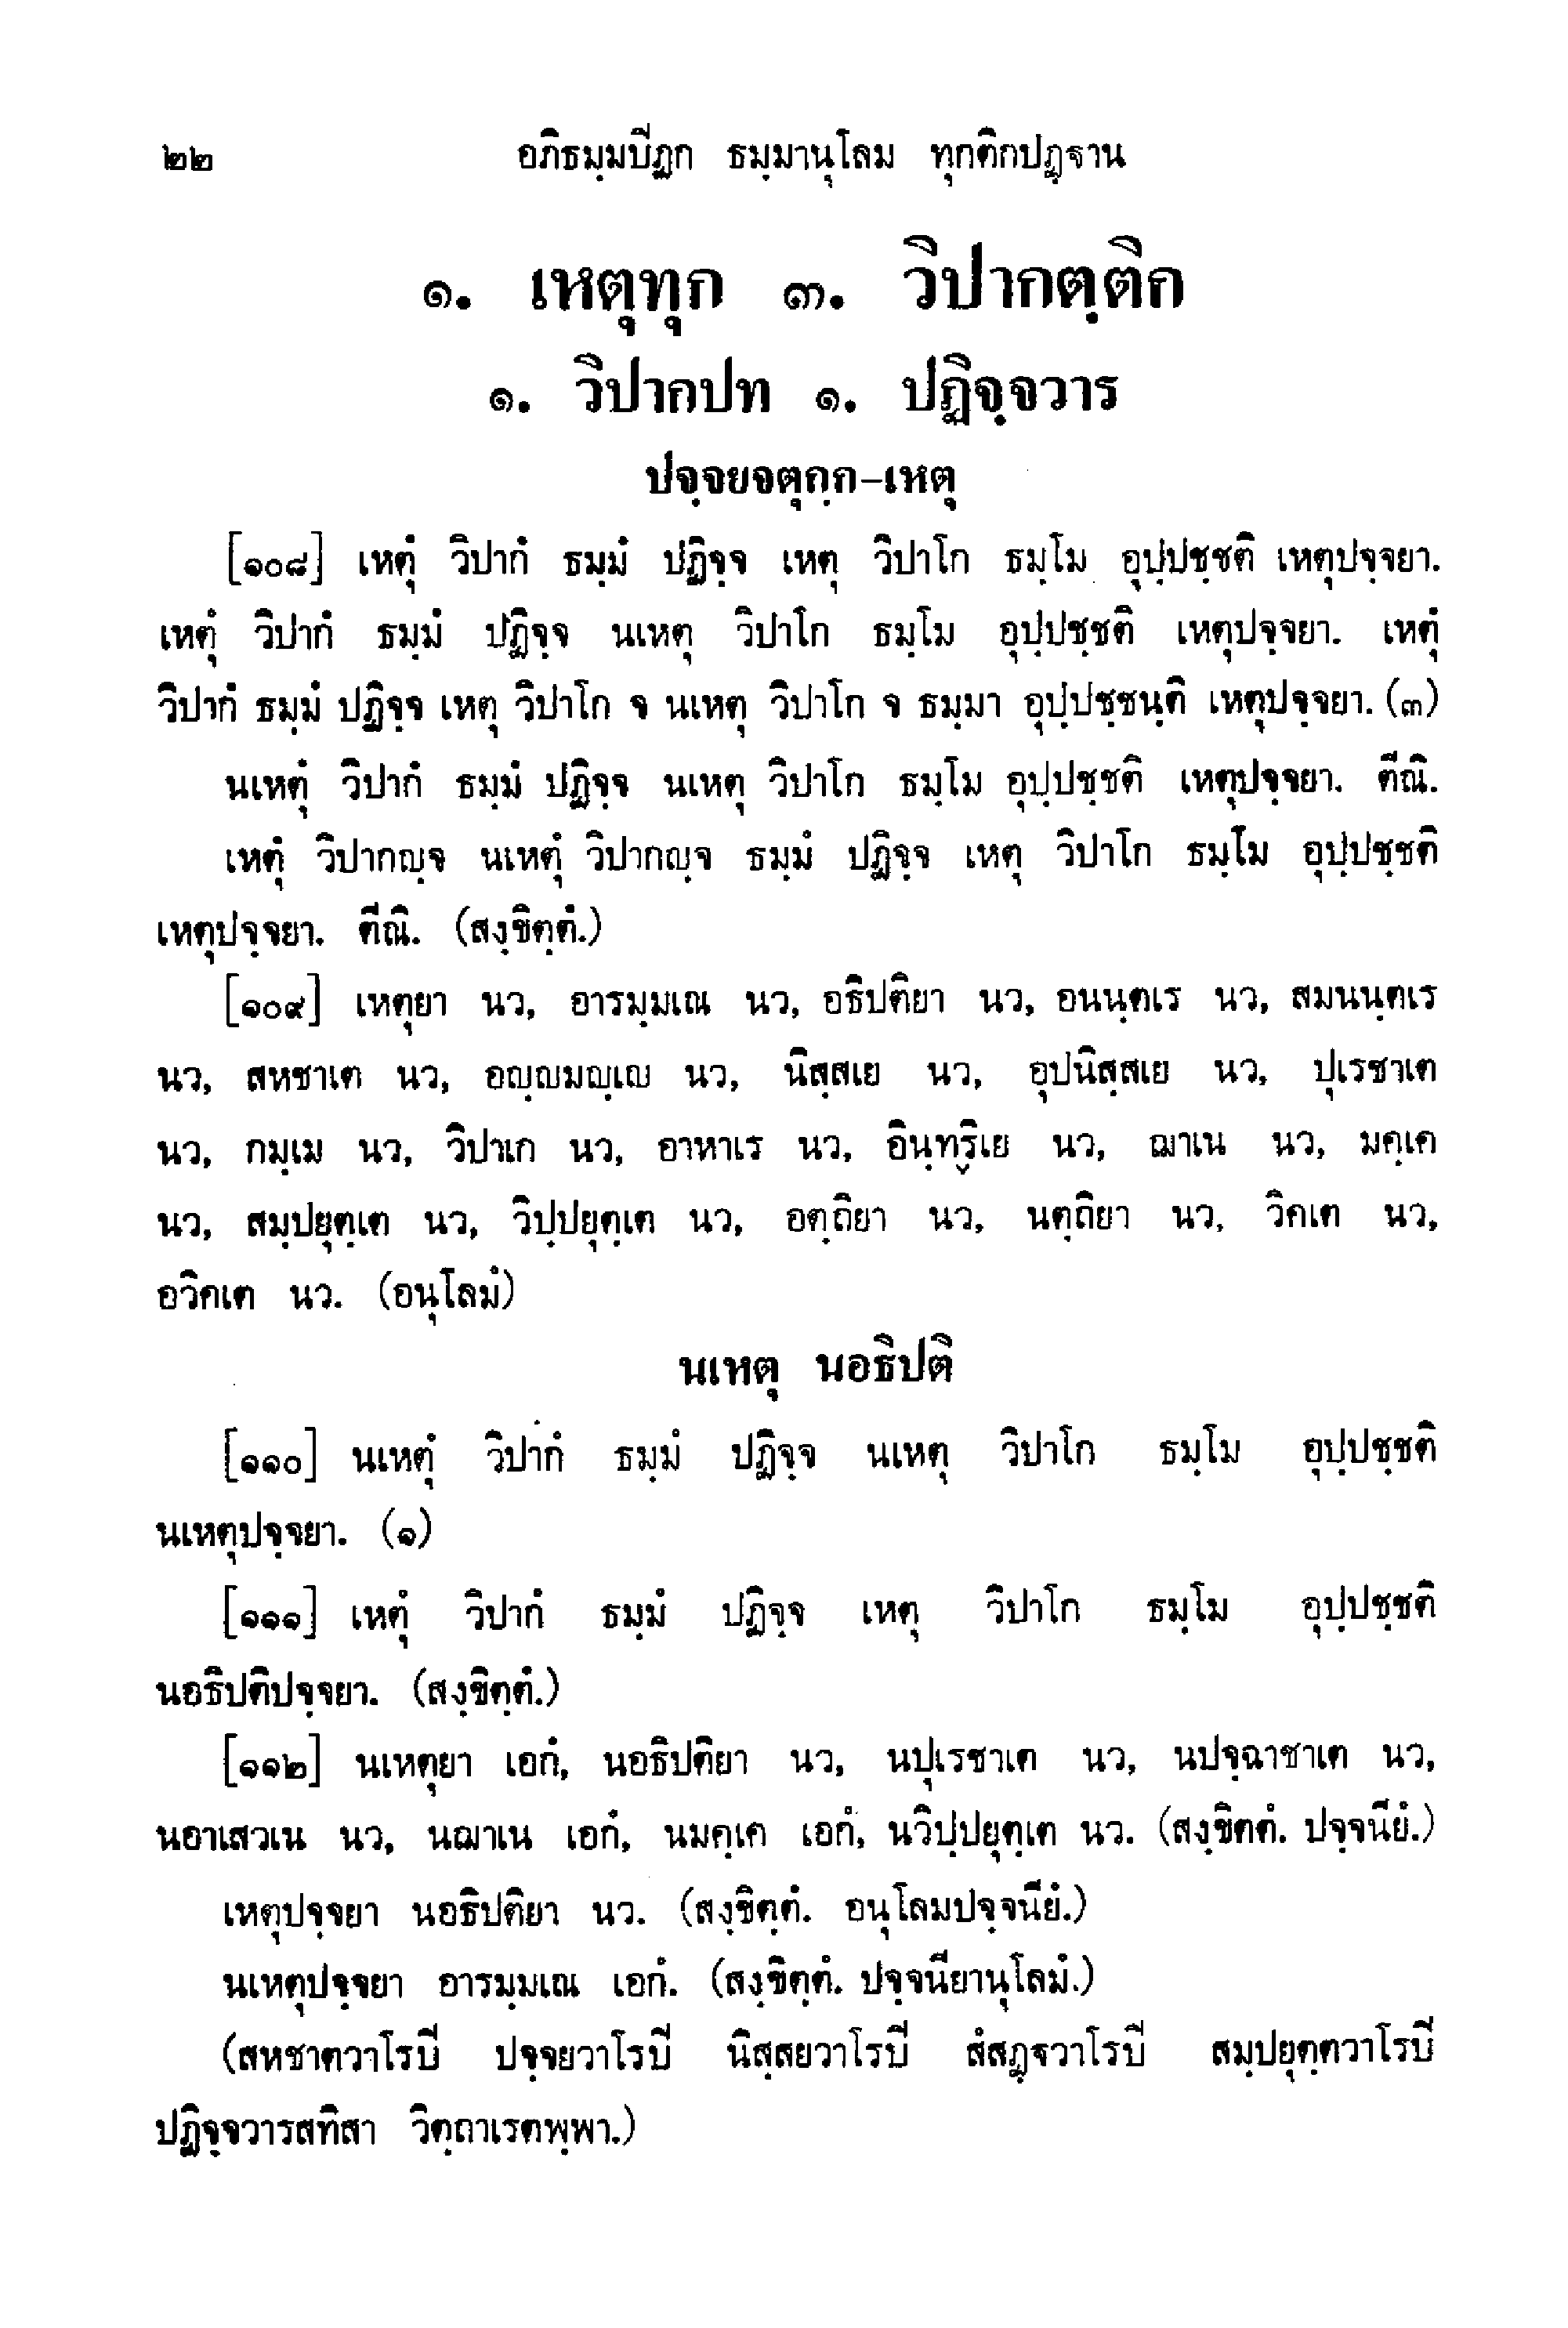 ๒๒ อภิธมฺมปิฏก ธมฺมานุโลม ทุกติกปฏฺฐาน
๑. เหตุทุก ๓. วิปากตฺติก
๑. วิปากปท ๑. ปฏิจฺจวาร
ปจฺจยจตุกฺก-เหตุ
[๑๐๘] เหตุํ วิปากํ ธมฺมํ ปฏิจฺจ เหตุ วิปาโก ธมฺโม อุปฺปชฺชติ เหตุปจฺจยา.
เหตุํ วิปากํ ธมฺมํ ปฏิจฺจ นเหตุ วิปาโก ธมฺโม อุปฺปชฺชติ เหตุปจฺจยา. เหตุํ
วิปากํ ธมฺมํ ปฏิจฺจ เหตุ วิปาโก จ นเหตุ วิปาโก จ ธมฺมา อุปฺปชฺชนฺติ เหตุปจฺจยา. (๓)
นเหตุํ วิปากํ ธมฺมํ ปฏิจฺจ นเหตุ วิปาโก ธมฺโม อุปฺปชฺชติ เหตุปจฺจยา. ตีณิ.
เหตุํ วิปากญฺจ นเหตุํ วิปากญฺจ ธมฺมํ ปฏิจฺจ เหตุ วิปาโก ธมฺโม อุปฺปชฺชติ
เหตุปจฺจยา. ตีณิ. (สงฺขิตฺตํ.)
[๑๐๙] เหตุยา นว, อารมฺมเณ นว, อธิปติยา นว, อนนฺตเร นว, สมนนฺตเร
นว, สหชาเต นว, อญฺญมญฺเญ นว, นิสฺสเย นว, อุปนิสฺสเย นว, ปุเรชาเต
นว, กมฺเม นว, วิปาเก นว, อาหาเร นว, อินฺทฺริเย นว, ฌาเน นว, มคฺเค
นว, สมฺปยุตฺเต นว, วิปฺปยุตฺเต นว, อตฺถิยา นว, นตฺถิยา นว, วิคเต นว,
อวิคเต นว. (อนุโลมํ)
นเหตุ นอธิปติ
[๑๑๐] นเหตุํ วิปากํ ธมฺมํ ปฏิจฺจ นเหตุ วิปาโก ธมฺโม อุปฺปชฺชติ
นเหตุปจฺจยา. (๑)
[๑๑๑] เหตุํ วิปากํ ธมฺมํ ปฏิจฺจ เหตุ วิปาโก ธมฺโม อุปฺปชฺชติ
นอธิปติปจฺจยา. (สงฺขิตฺตํ.)
[๑๑๒] นเหตุยา เอกํ, นอธิปติยา นว, นปุเรชาเต นว, นปจฺฉาชาเต นว,
นอาเสวเน นว, นฌาเน เอกํ, นมคฺเค เอกํ, นวิปฺปยุตฺเต นว. (สงฺขิตตํ. ปจฺจนียํ.)
เหตุปจฺจยา นอธิปติยา นว. (สงฺขิตฺตํ. อนุโลมปจฺจนียํ.)
นเหตุปจฺจยา อารมฺมเณ เอกํ. (สงฺขิตฺตํ. ปจฺจนียานุโลมํ.)
(สหชาตวาโรปิ ปจฺจยวาโรปิ นิสฺสยวาโรปิ สํสฏฺฐวาโรปิ สมฺปยุตฺตวาโรปิ
ปฏิจฺจวารสทิสา วิตฺถาเรตพฺพา.)